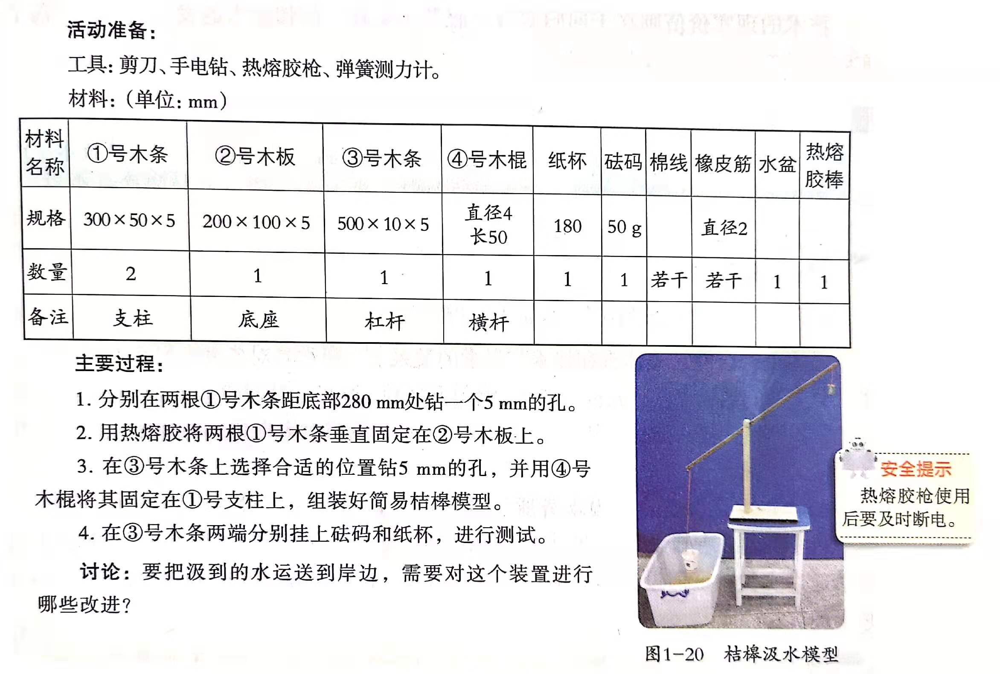 活动准备：
工具：剪刀、手电钻、热熔胶枪、弹簧测力计。
材料：（单位：mm）
材料名称 ①号木条 ②号木板 ③号木条 ④号木棍 纸杯 砝码 棉线 橡皮筋 水盆 热熔胶棒
规格 300×50×5 200×100×5 500×10×5 直径4 长50 180 50 g 直径2
数量 2 1 1 1 1 1 若干 若干 1 1
备注 支柱 底座 杠杆 横杆
主要过程：
1. 分别在两根①号木条距底部280 mm处钻一个5 mm的孔。
2. 用热熔胶将两根①号木条垂直固定在②号木板上。
3. 在③号木条上选择合适的位置钻5 mm的孔，并用④号
木棍将其固定在①号支柱上，组装好简易桔槔模型。
4. 在③号木条两端分别挂上砝码和纸杯，进行测试。
讨论：要把汲到的水运送到岸边，需要对这个装置进行
哪些改进？
安全提示
热熔胶枪使用
后要及时断电。
图1-20 桔槔汲水模型